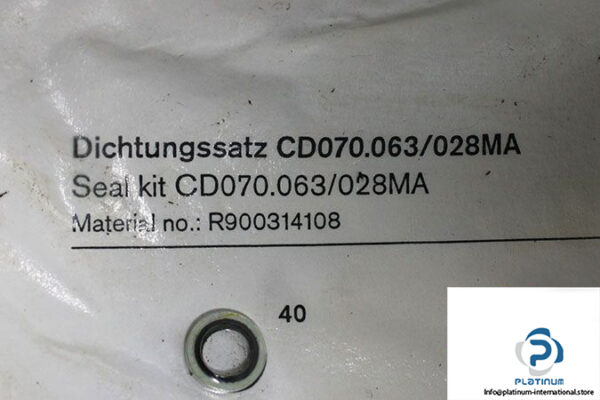 Dichtungssatz CD070.063/028MA
Seal kit CD070.063/028MA
Material no.: R900314108
40
PLATINUM
Info@platinum-international.store